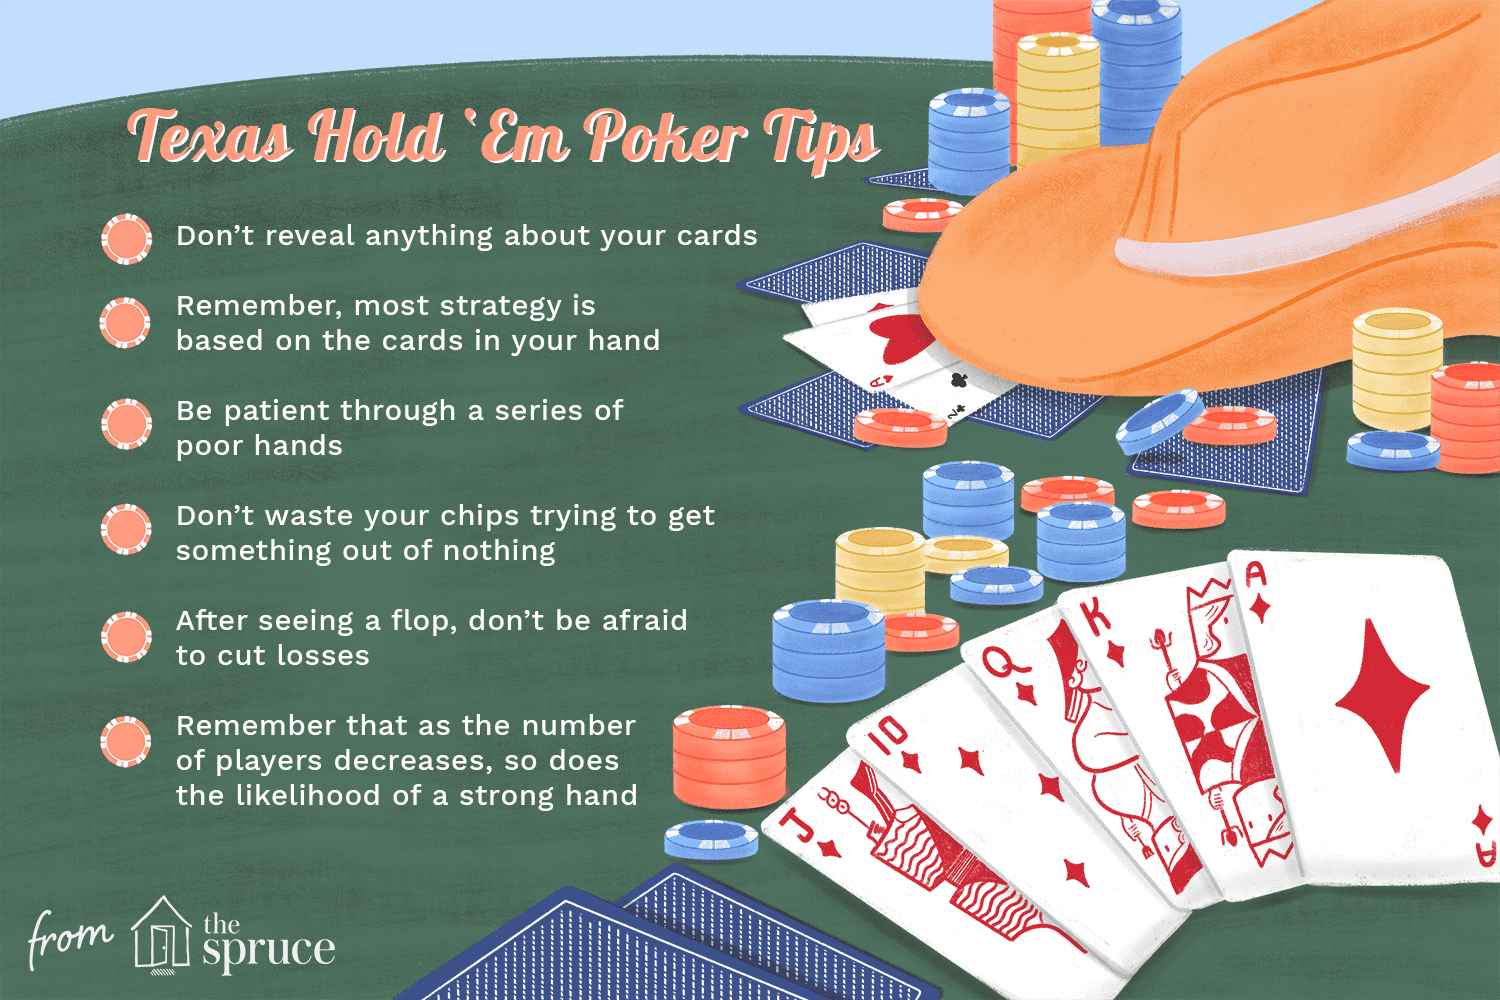 Texas Hold ‘Em Poker Tips
Don’t reveal anything about your cards
Remember, most strategy is
based on the cards in your hand
Be patient through a series of
poor hands
Don’t waste your chips trying to get
something out of nothing
After seeing a flop, don’t be afraid
to cut losses
Remember that as the number
of players decreases, so does
the likelihood of a strong hand
A
2
J
10
Q
K
A
A
from
the
spruce